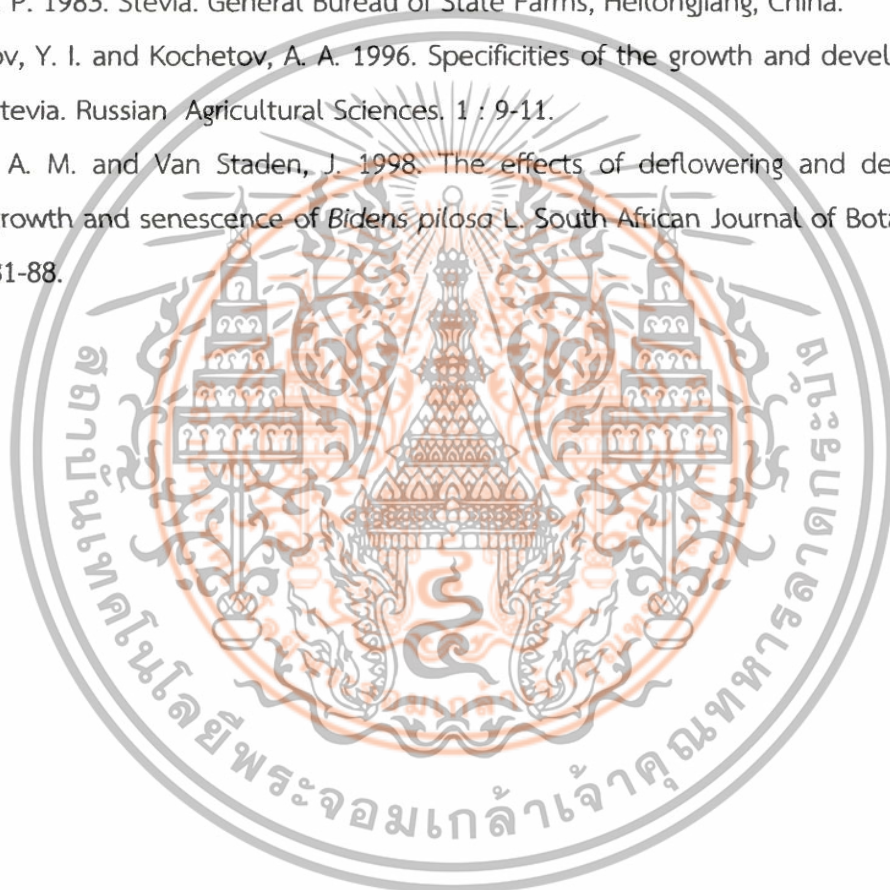 P. 1983. Stevia. General Bureau of State Farms, Heilongjiang, China.
ov, Y. I. and Kochetov, A. A. 1996. Specificities of the growth and devel
tevia. Russian Agricultural Sciences. 1 : 9-11.
A. M. and Van Staden, J. 1998. The effects of deflowering and de
rowth and senescence of Bidens pilosa L. South African Journal of Bota
81-88.
สถาบันเทคโนโลยีพระจอมเกล้าเจ้าคุณทหารลาดกระบัง